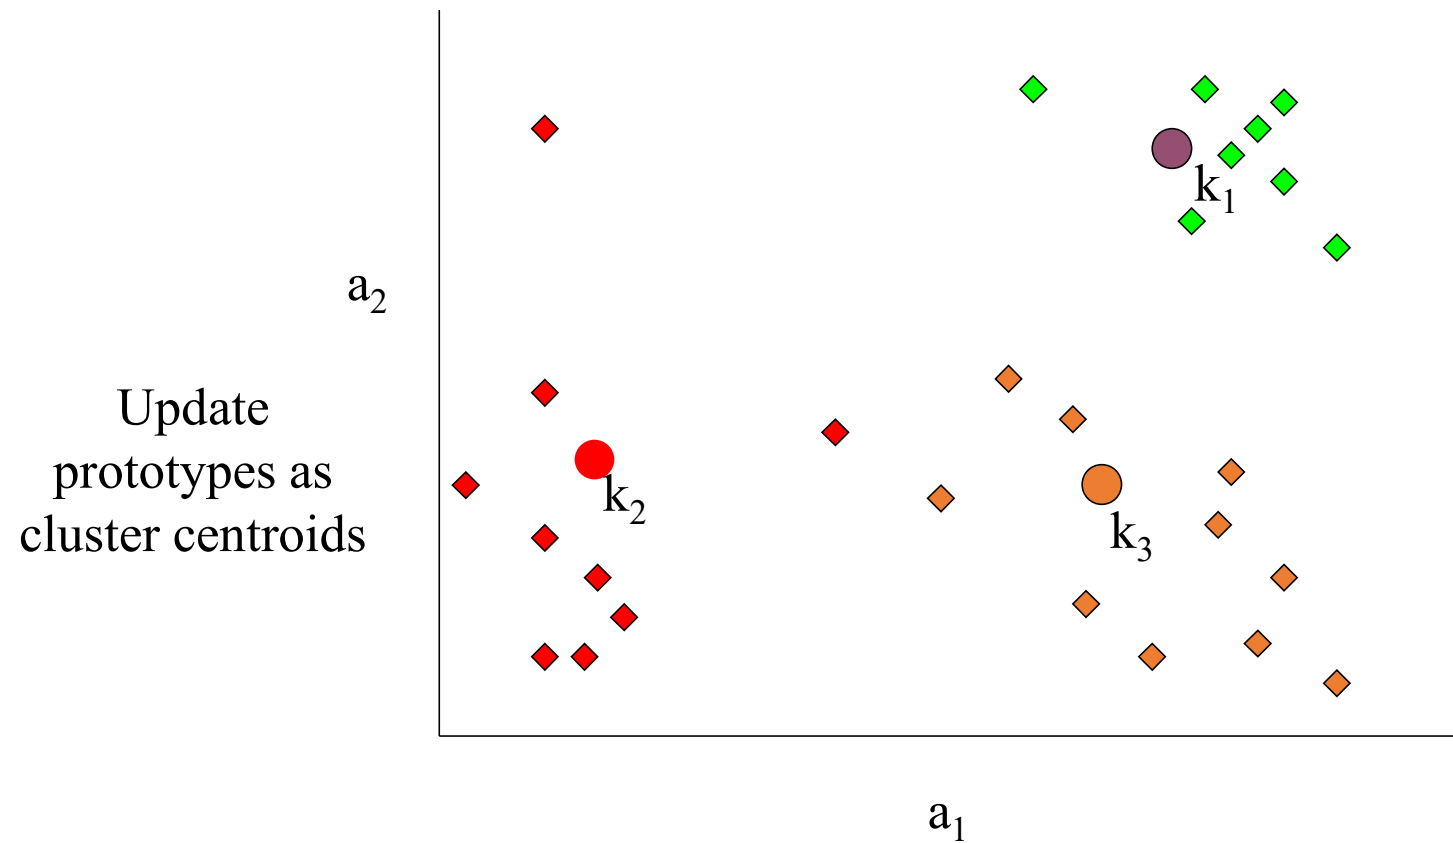 k₁
a₂
Update
prototypes as
cluster centroids
k₂
k₃
a₁